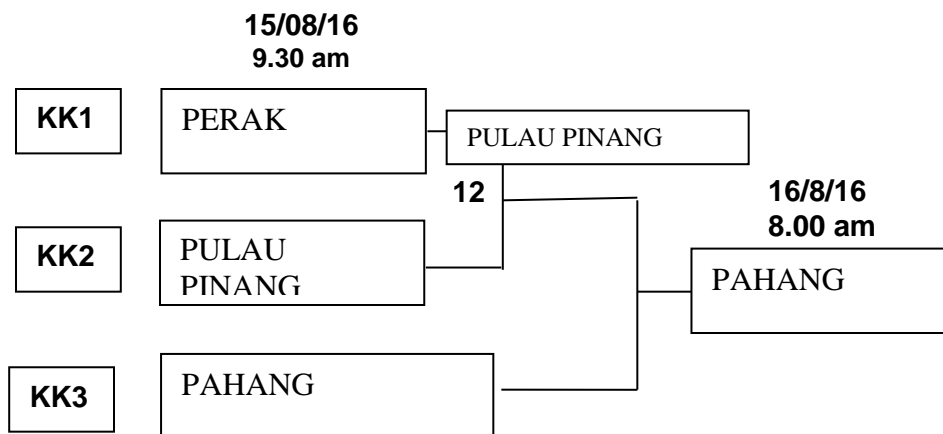 15/08/16
9.30 am
KK1
PERAK
PULAU PINANG
12
16/8/16
8.00 am
KK2
PULAU
PINANG
PAHANG
KK3
PAHANG